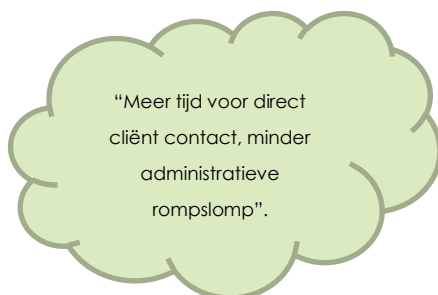 “Meer tijd voor direct
cliënt contact, minder
administratieve
rompslomp”.